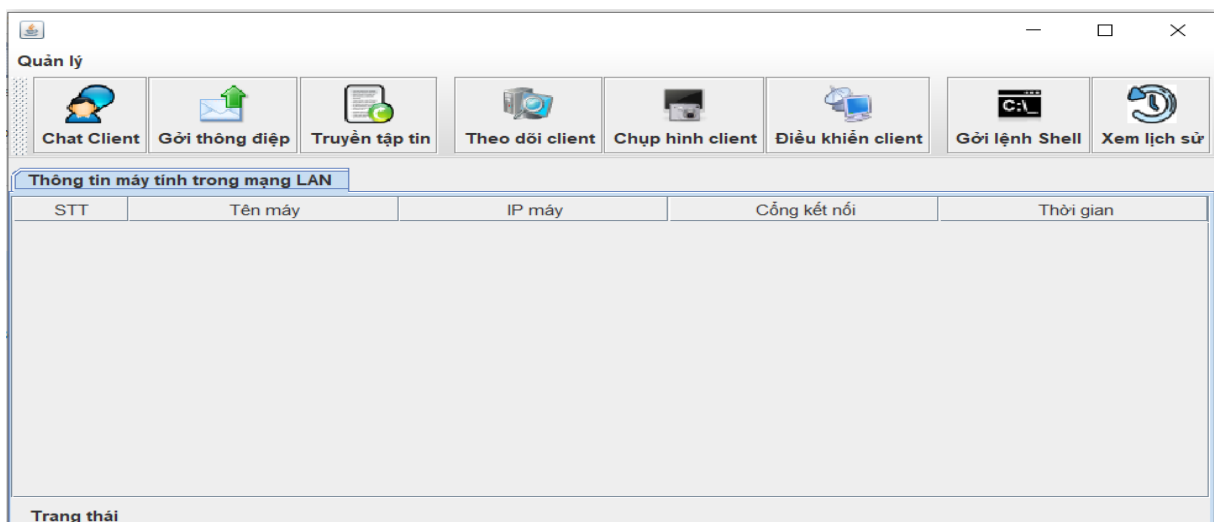 Quản lý
Chat Client Gởi thông điệp Truyền tập tin Theo dõi client Chụp hình client Điều khiển client Gởi lệnh Shell Xem lịch sử
Thông tin máy tính trong mạng LAN
STT Tên máy IP máy Cổng kết nối Thời gian
Trạng thái